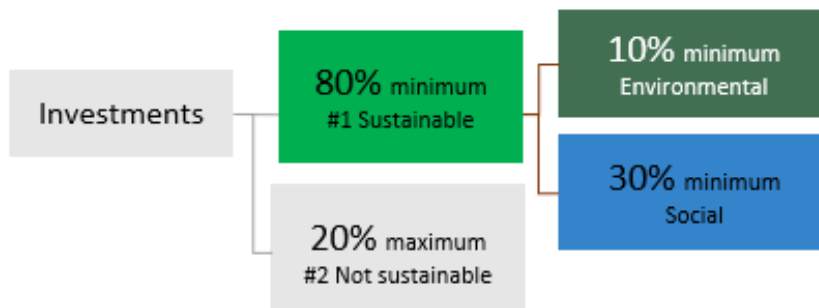 Investments
80% minimum
#1 Sustainable
20% maximum
#2 Not sustainable
10% minimum
Environmental
30% minimum
Social